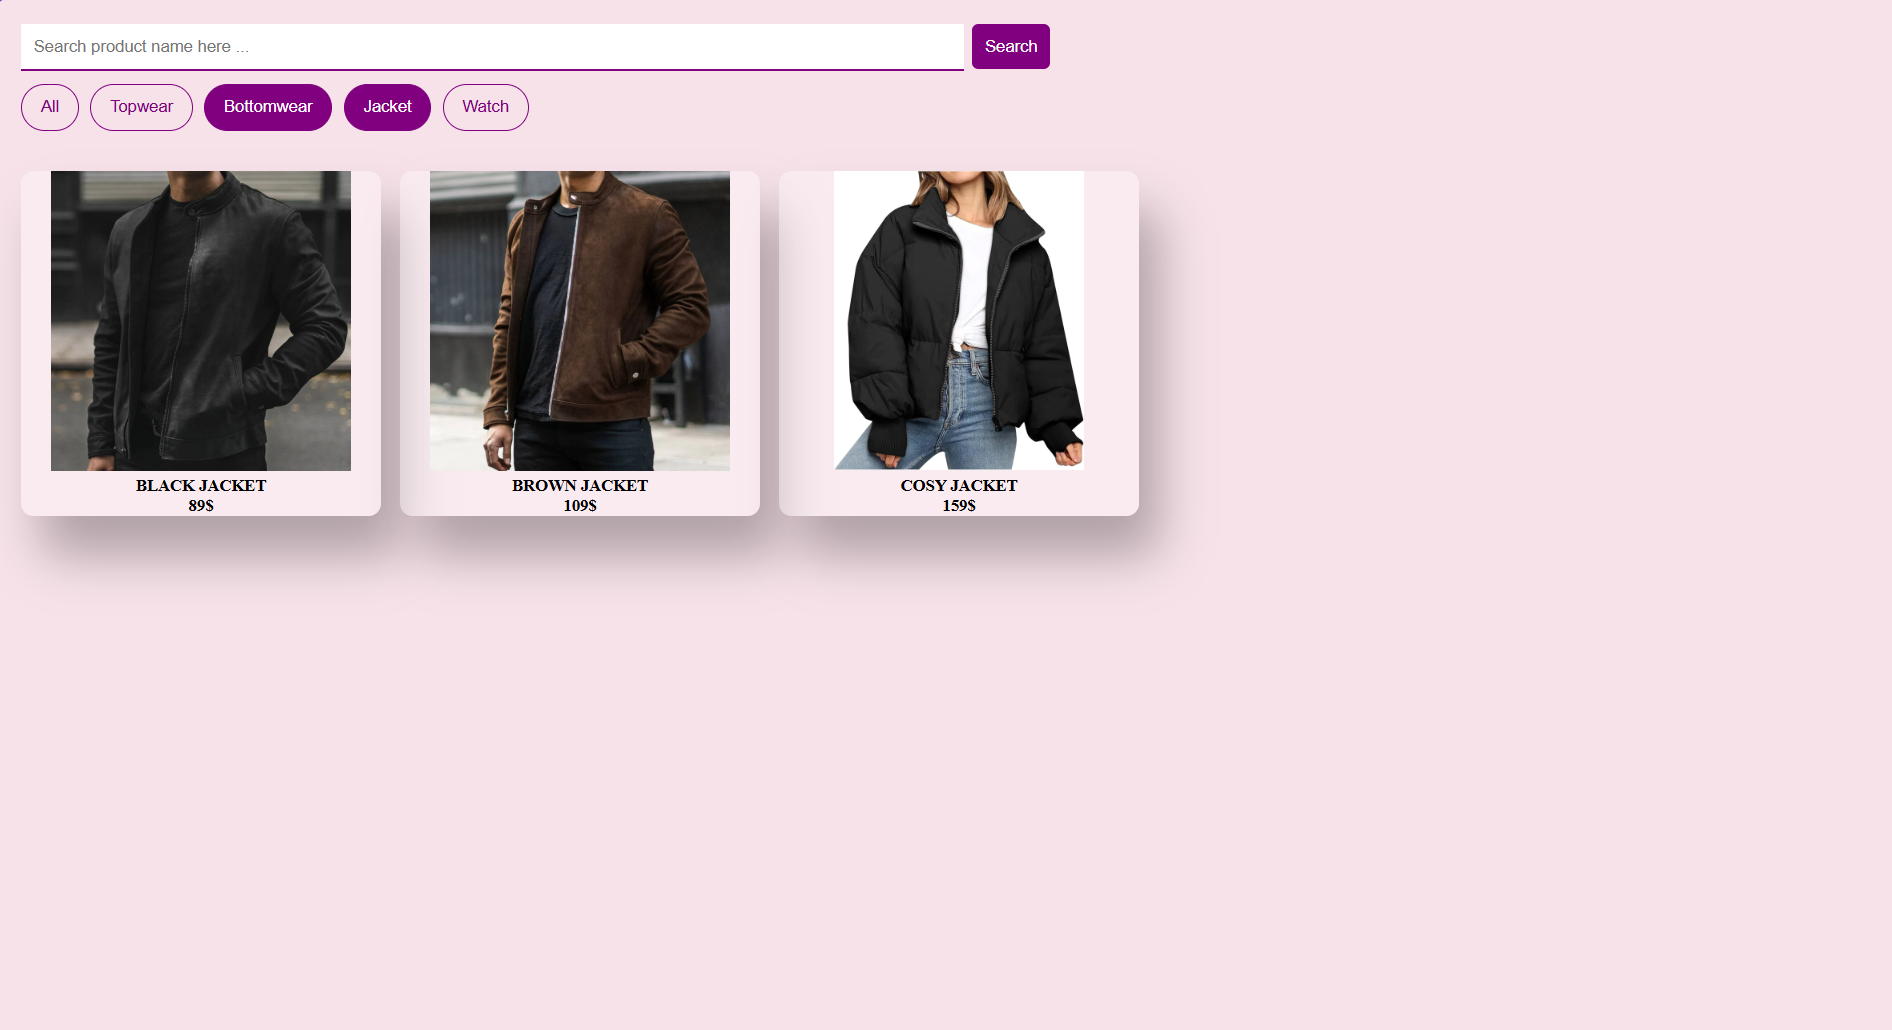 Search product name here ...
Search
All
Topwear
Bottomwear
Jacket
Watch
BLACK JACKET
89$
BROWN JACKET
109$
COSY JACKET
159$